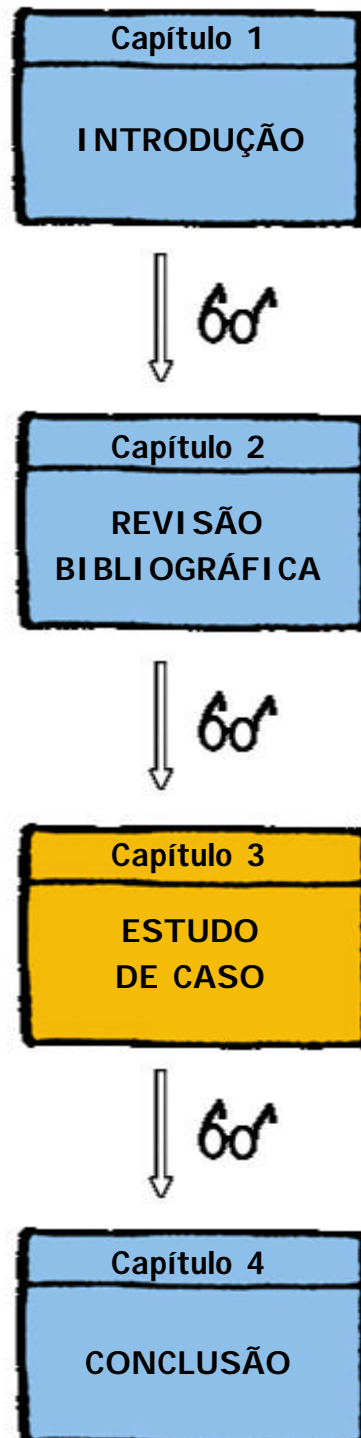 Capítulo 1
INTRODUÇÃO
Capítulo 2
REVISÃO
BIBLIOGRÁFICA
Capítulo 3
ESTUDO
DE CASO
Capítulo 4
CONCLUSÃO